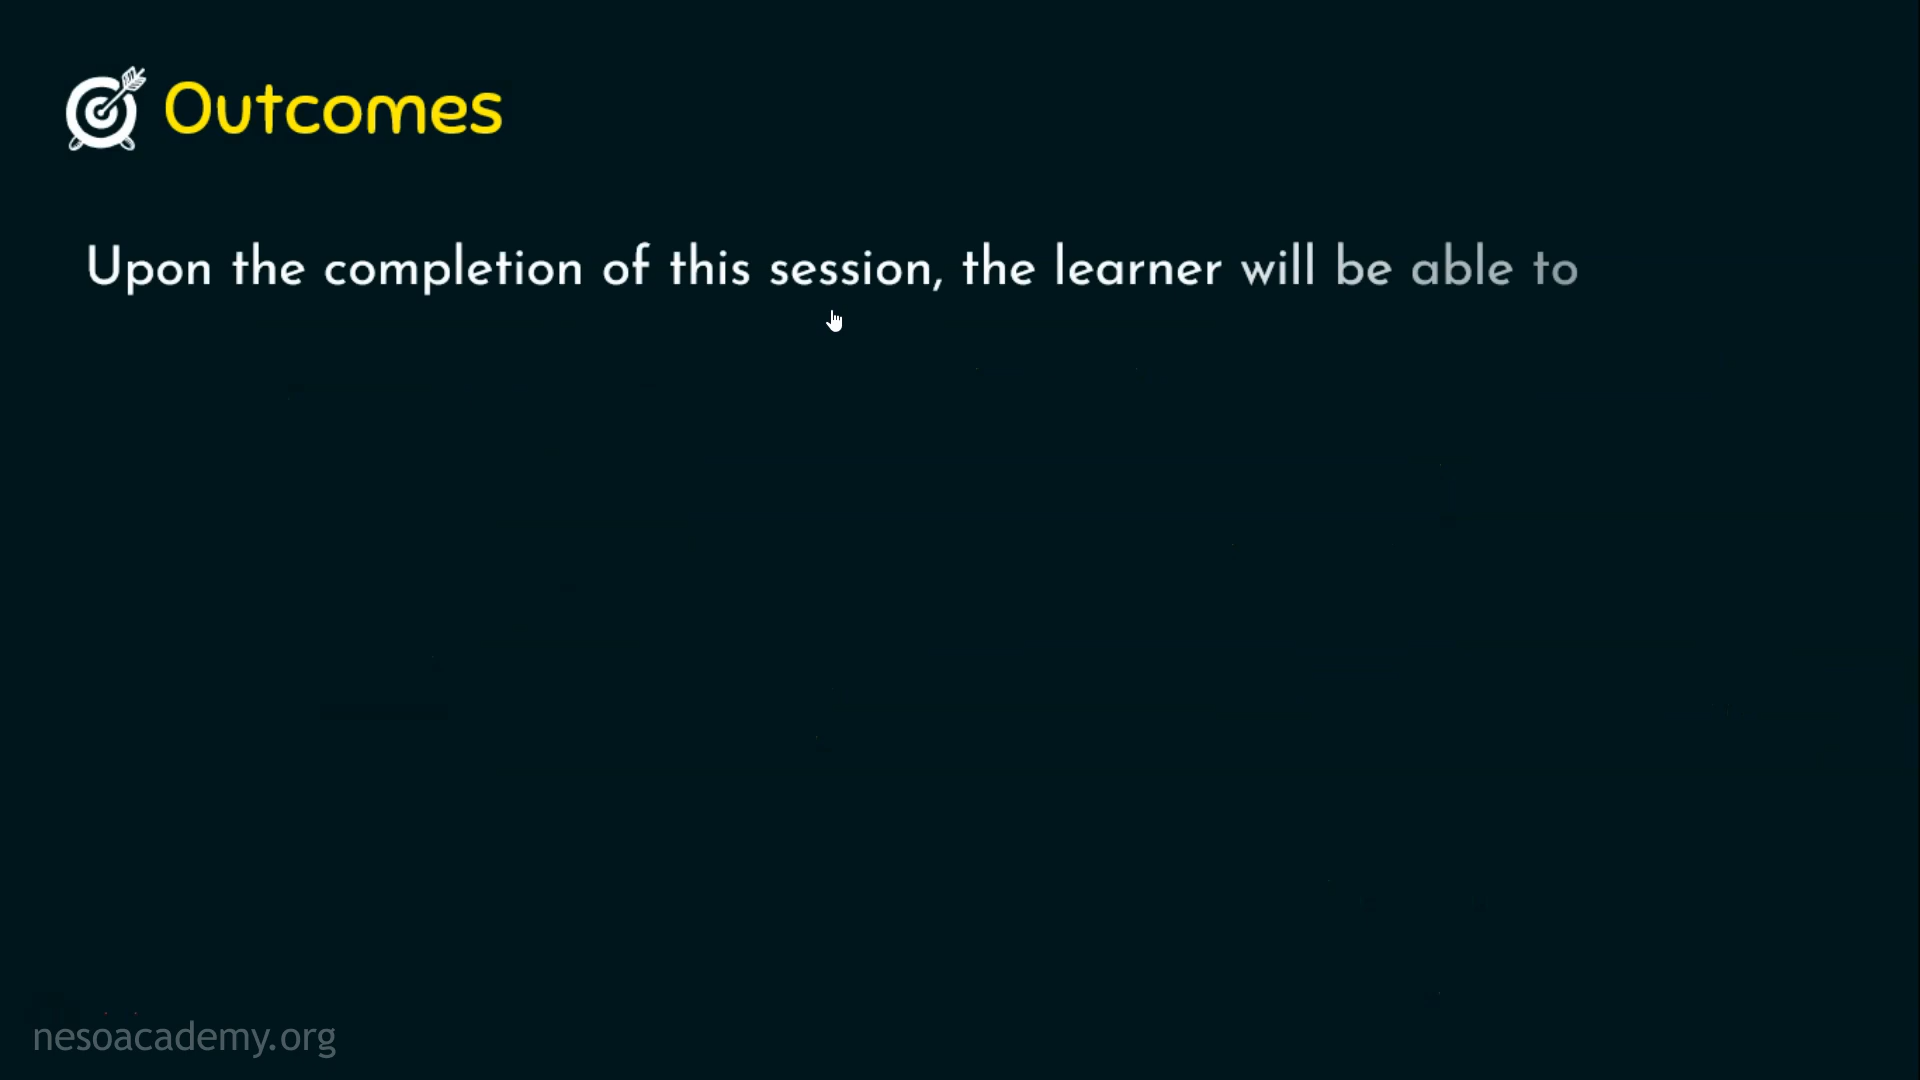 Outcomes
Upon the completion of this session, the learner will be able to
nesoacademy.org